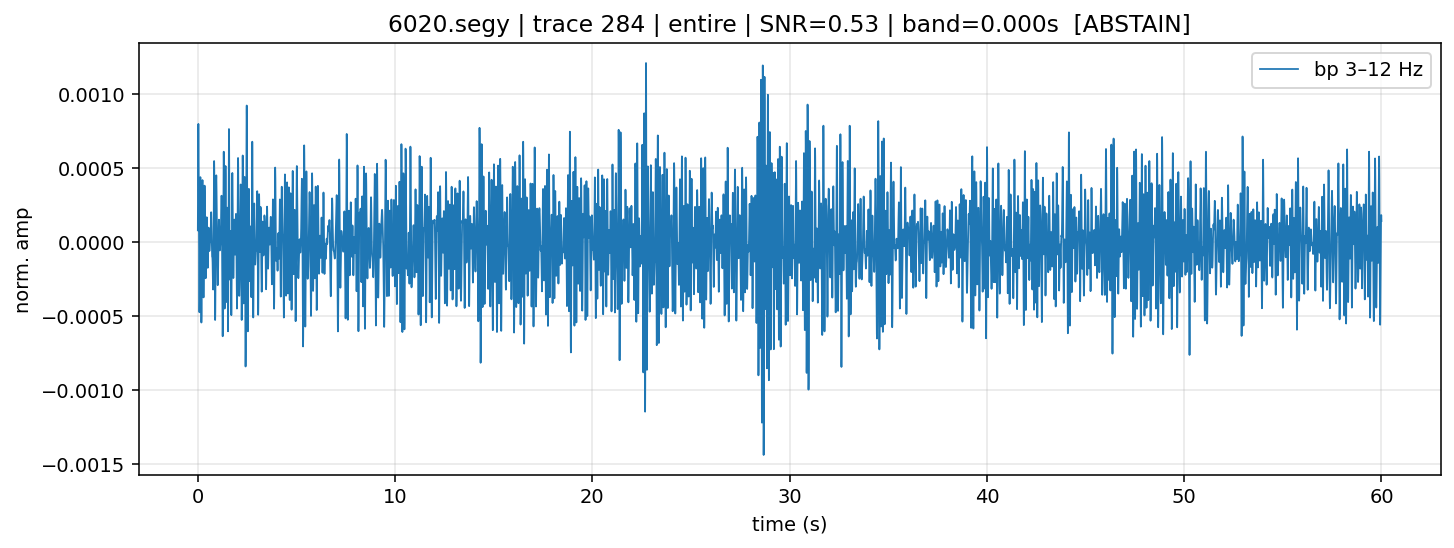 6020.segy | trace 284 | entire | SNR=0.53 | band=0.000s  [ABSTAIN]
bp 3–12 Hz
norm. amp
0.0010
0.0005
0.0000
−0.0005
−0.0010
−0.0015
0 10 20 30 40 50 60
time (s)